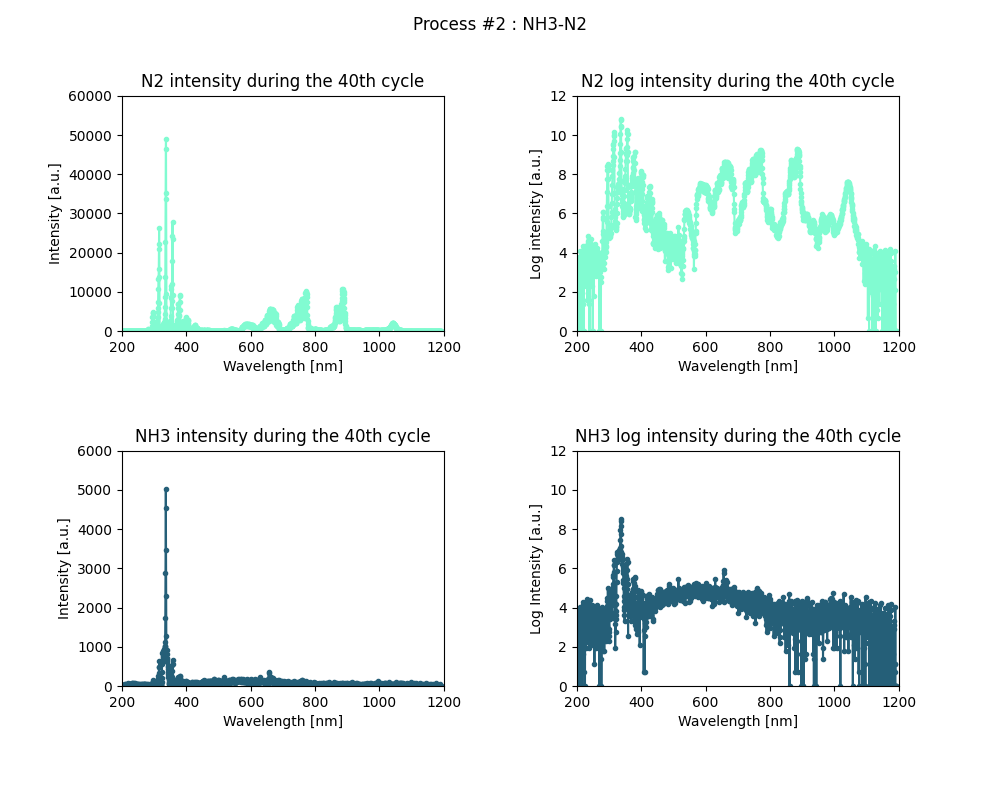 Process #2 : NH3-N2
N2 intensity during the 40th cycle
60000
50000
40000
30000
20000
10000
0
Intensity [a.u.]
200 400 600 800 1000 1200
Wavelength [nm]
N2 log intensity during the 40th cycle
12
10
8
6
4
2
0
Log intensity [a.u.]
200 400 600 800 1000 1200
Wavelength [nm]
NH3 intensity during the 40th cycle
6000
5000
4000
3000
2000
1000
0
Intensity [a.u.]
200 400 600 800 1000 1200
Wavelength [nm]
NH3 log intensity during the 40th cycle
12
10
8
6
4
2
0
Log Intensity [a.u.]
200 400 600 800 1000 1200
Wavelength [nm]